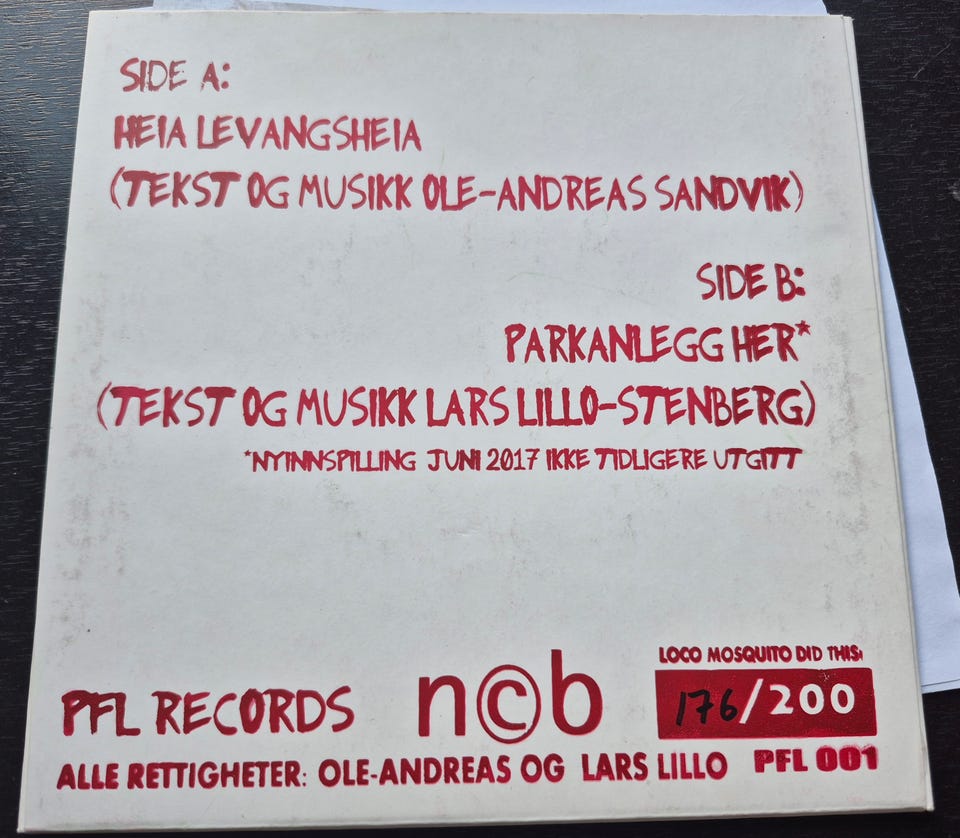 SIDE A:
HEIA LEVANGSHEIA
(TEKST OG MUSIKK OLE-ANDREAS SANDVIK)
SIDE B:
PARKANLEGG HER*
(TEKST OG MUSIKK LARS LILLO-STENBERG)
*NYINNSPILLING JUNI 2017 IKKE TIDLIGERE UTGITT
LOCO MOSQUITO DID THIS:
PFL RECORDS n©b 176/200
ALLE RETTIGHETER: OLE-ANDREAS OG LARS LILLO PFL 001